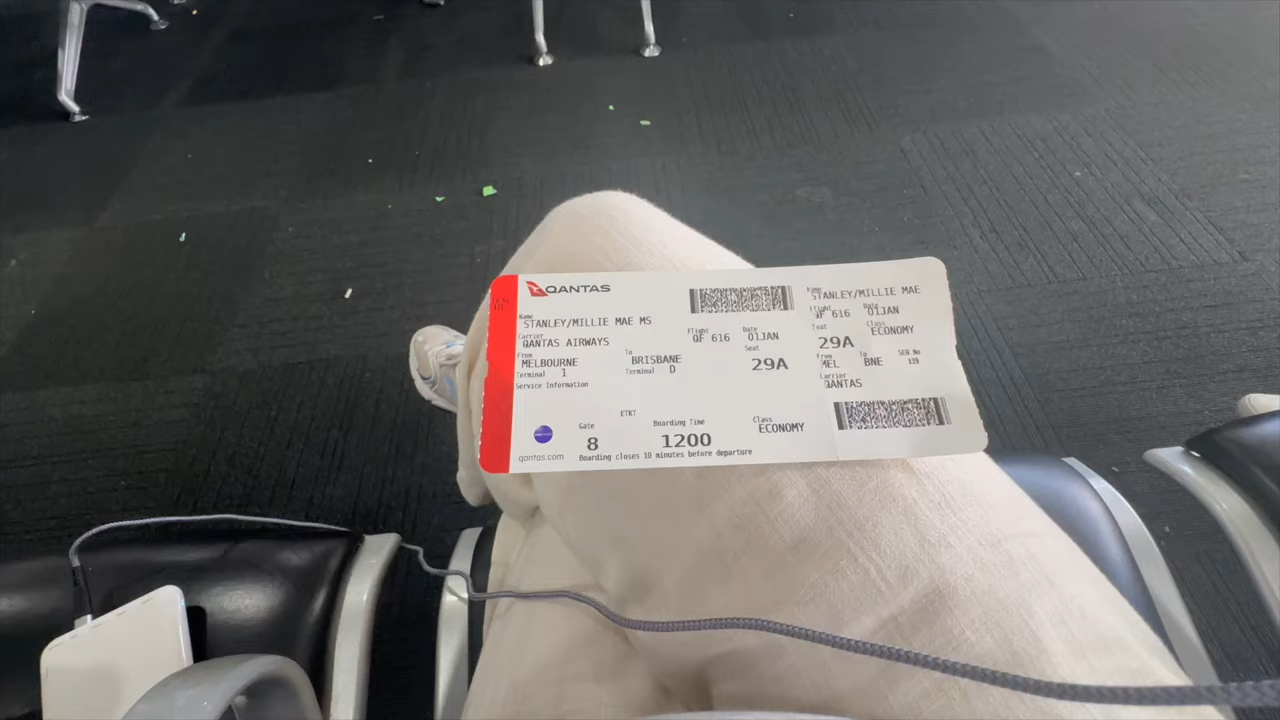 QANTAS
Name
STANLEY/MILLIE MAE MS
Carrier
QANTAS AIRWAYS
Flight
QF 616
Date
01JAN
From
MELBOURNE
Terminal 1
To
BRISBANE
Terminal D
Seat
29A
Service Information
ETKT
Gate
8
Boarding Time
1200
Class
ECONOMY
qantas.com
Boarding closes 10 minutes before departure
Name
STANLEY/MILLIE MAE
Flight
QF 616
Date
01JAN
Seat
29A
Class
ECONOMY
From
MEL
To
BNE
SEQ No
139
Carrier
QANTAS